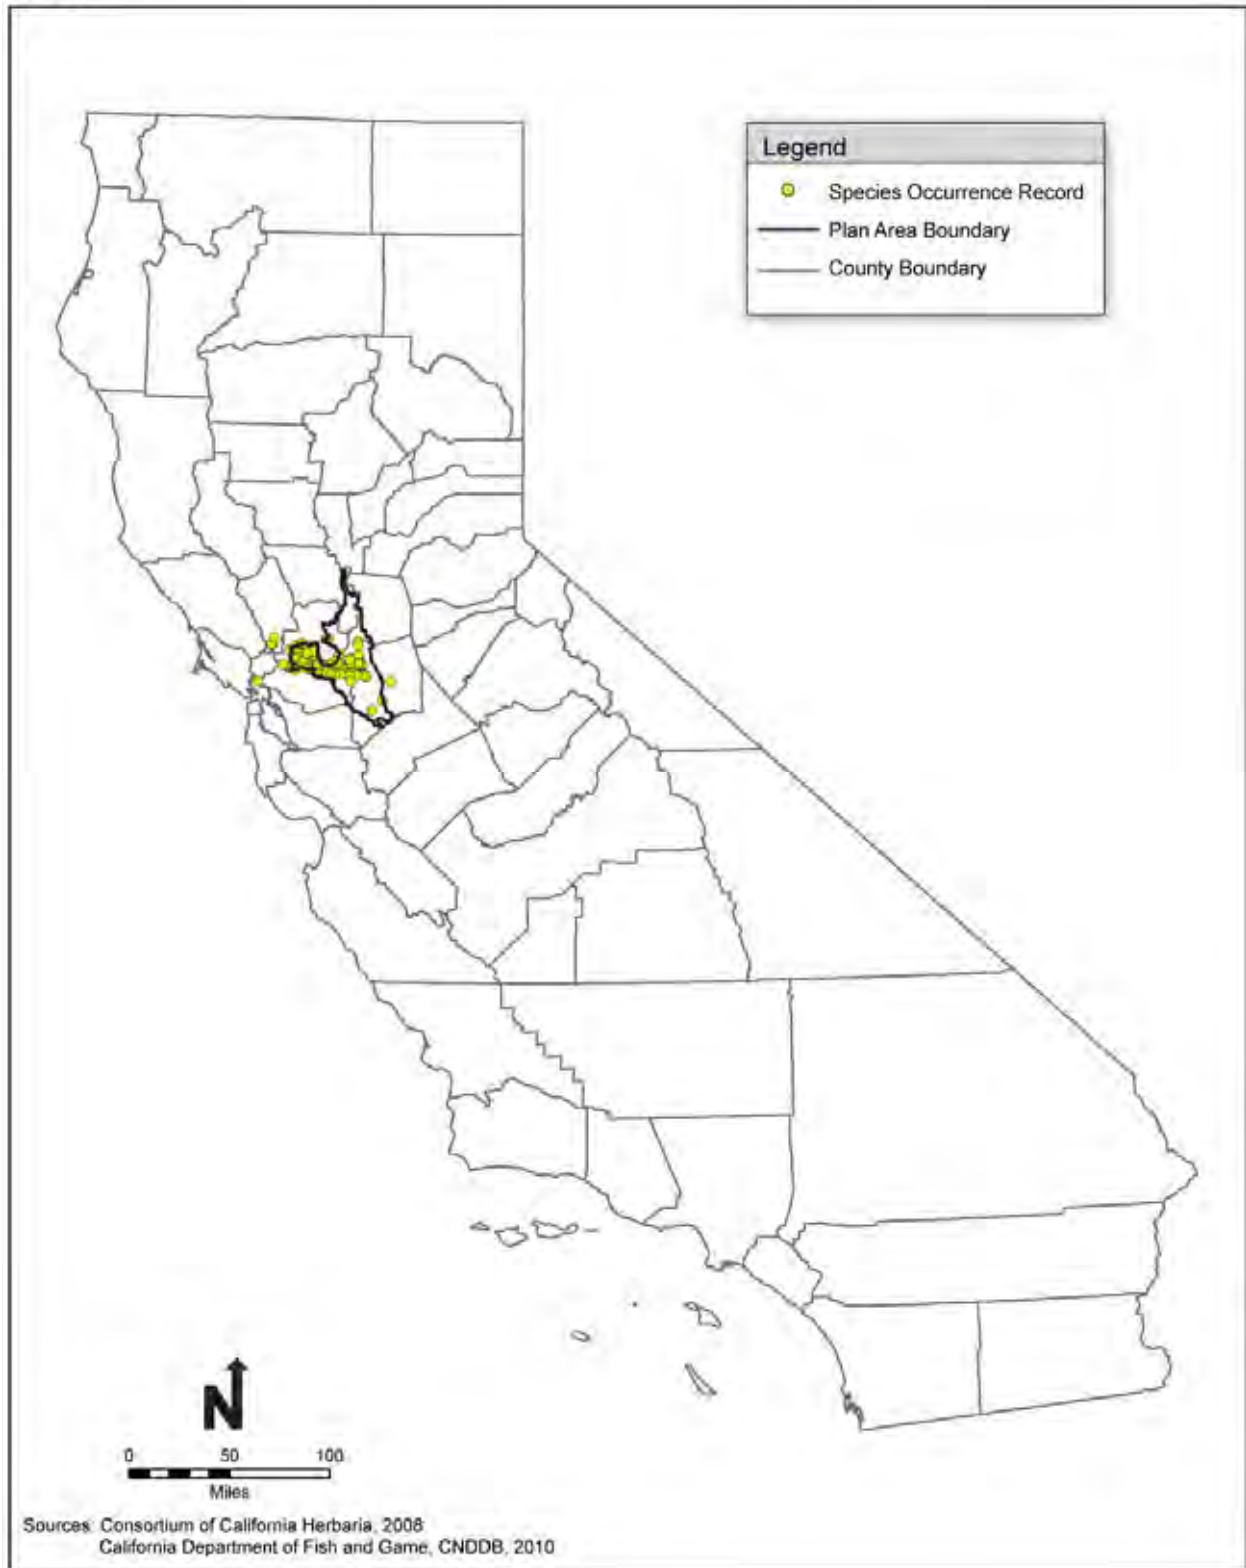 Legend
Species Occurrence Record
Plan Area Boundary
County Boundary
N
0 50 100
Miles
Sources: Consortium of California Herbaria, 2008
California Department of Fish and Game, CNDDB, 2010